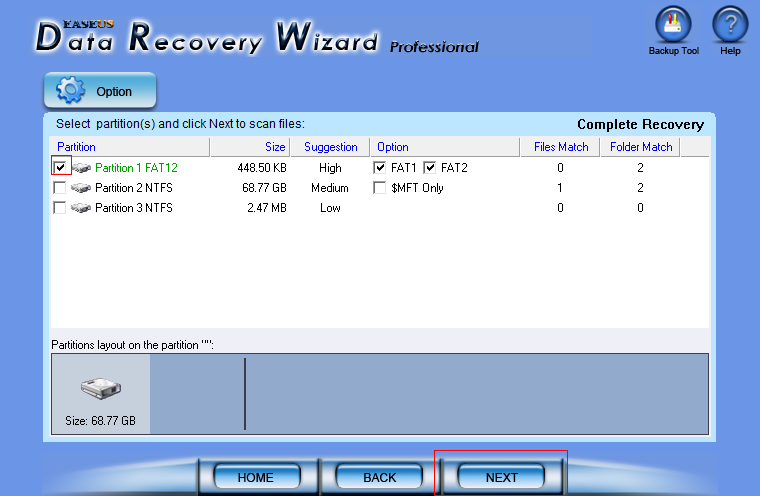 EASEUS
Data Recovery Wizard Professional
Backup Tool
Help
Option
Select partition(s) and click Next to scan files:
Complete Recovery
Partition Size Suggestion Option Files Match Folder Match
Partition 1 FAT12 448.50 KB High FAT1 FAT2 0 2
Partition 2 NTFS 68.77 GB Medium $MFT Only 1 2
Partition 3 NTFS 2.47 MB Low 0 0
Partitions layout on the partition "":
Size: 68.77 GB
HOME BACK NEXT